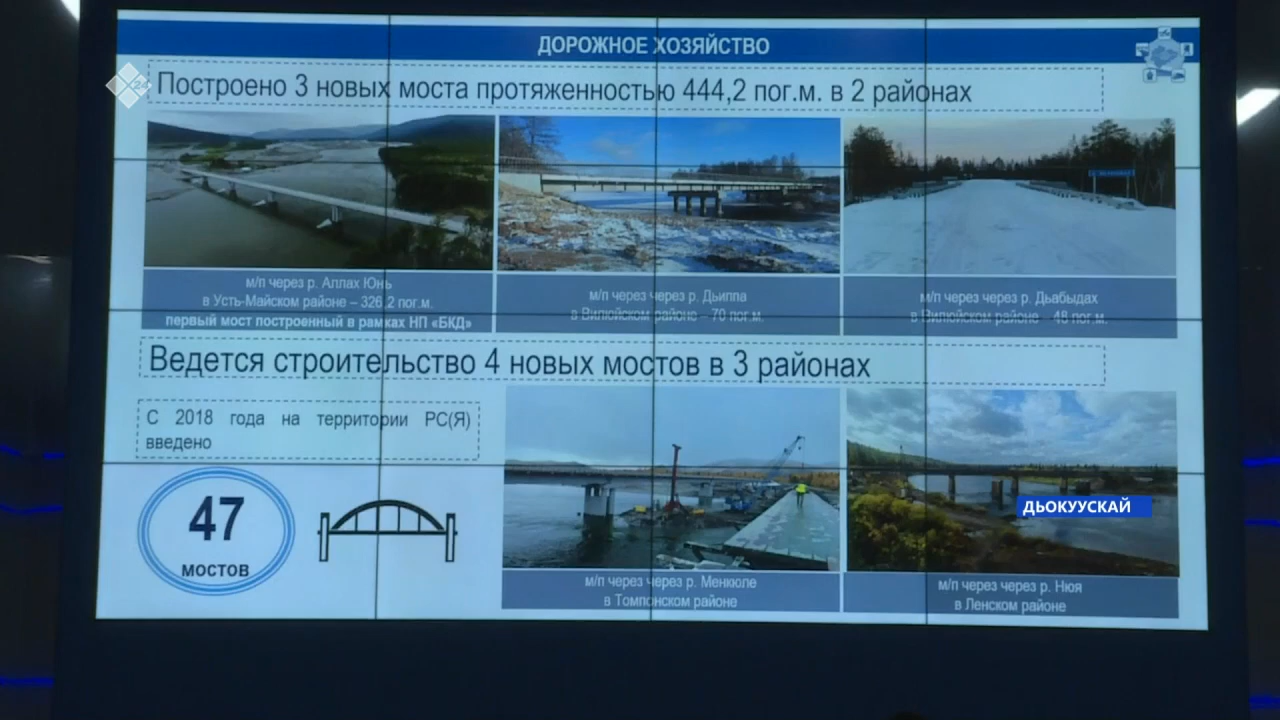 ДОРОЖНОЕ ХОЗЯЙСТВО
Построено 3 новых моста протяженностью 444,2 пог.м. в 2 районах
м/п через р. Аллах Юнь
в Усть-Майском районе – 326,2 пог.м.
первый мост построенный в рамках НП «БКД»
м/п через через р. Дьиппа
в Вилюйском районе – 70 пог.м.
м/п через через р. Дьабыдах
в Вилюйском районе – 48 пог.м.
Ведется строительство 4 новых мостов в 3 районах
С 2018 года на территории РС(Я)
введено
47
мостов
м/п через через р. Менкюле
в Томпонском районе
м/п через через р. Нюя
в Ленском районе
ДЬОКУУСКАЙ
24